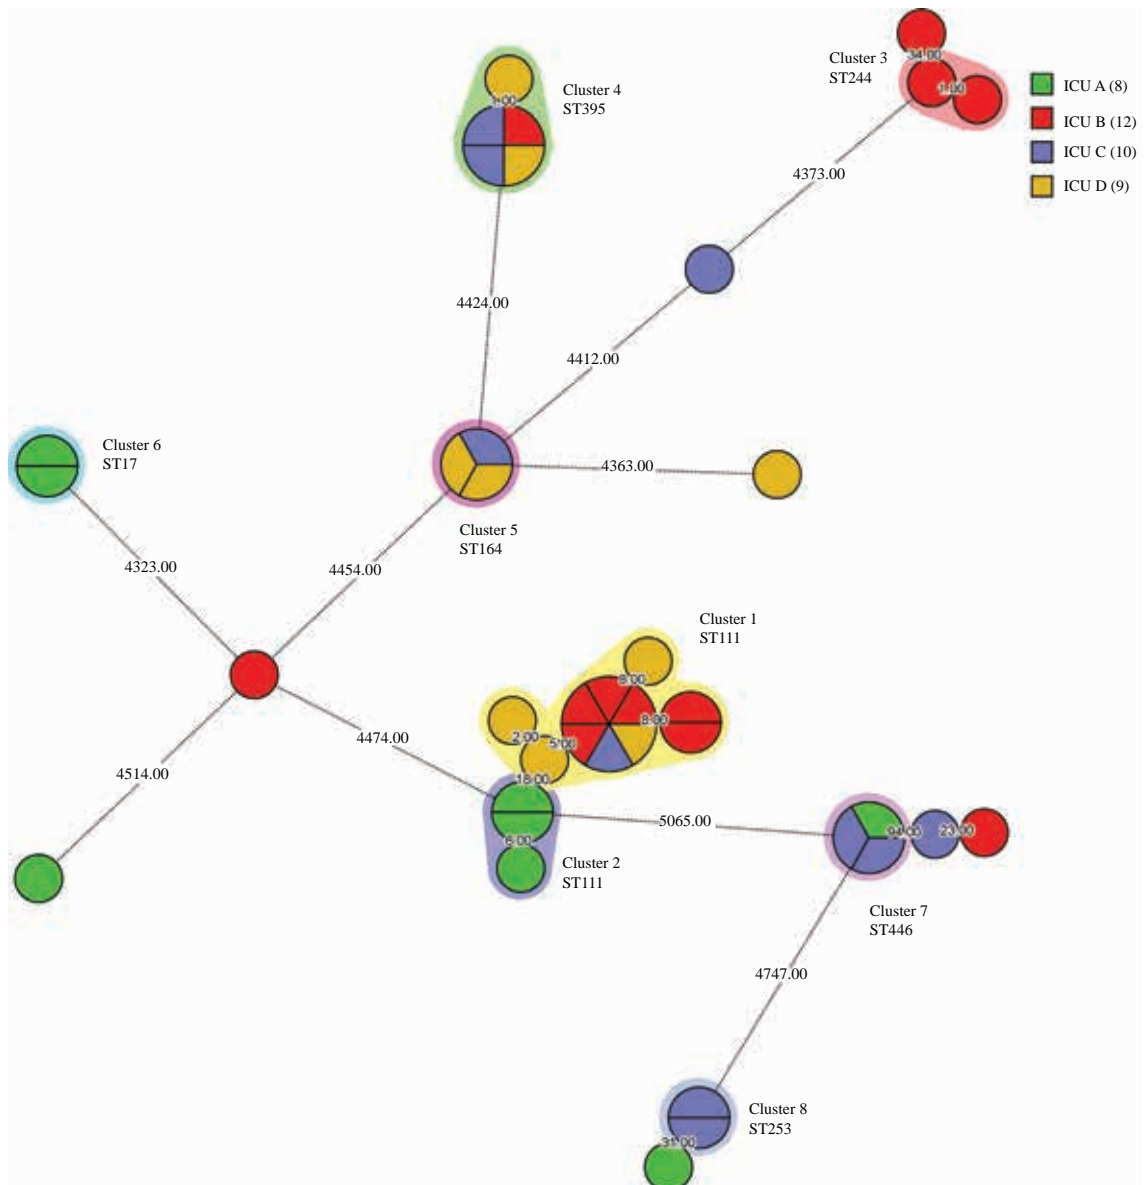 Cluster 3
ST244
34.00
1.00
ICU A (8)
ICU B (12)
ICU C (10)
ICU D (9)
Cluster 4
ST395
1.00
4373.00
4424.00
4412.00
Cluster 6
ST17
4363.00
Cluster 5
ST164
4323.00
4454.00
Cluster 1
ST111
8.00
8.00
2.00
5.00
18.00
4474.00
4514.00
5065.00
6.00
Cluster 2
ST111
94.00
23.00
Cluster 7
ST446
4747.00
Cluster 8
ST253
31.00